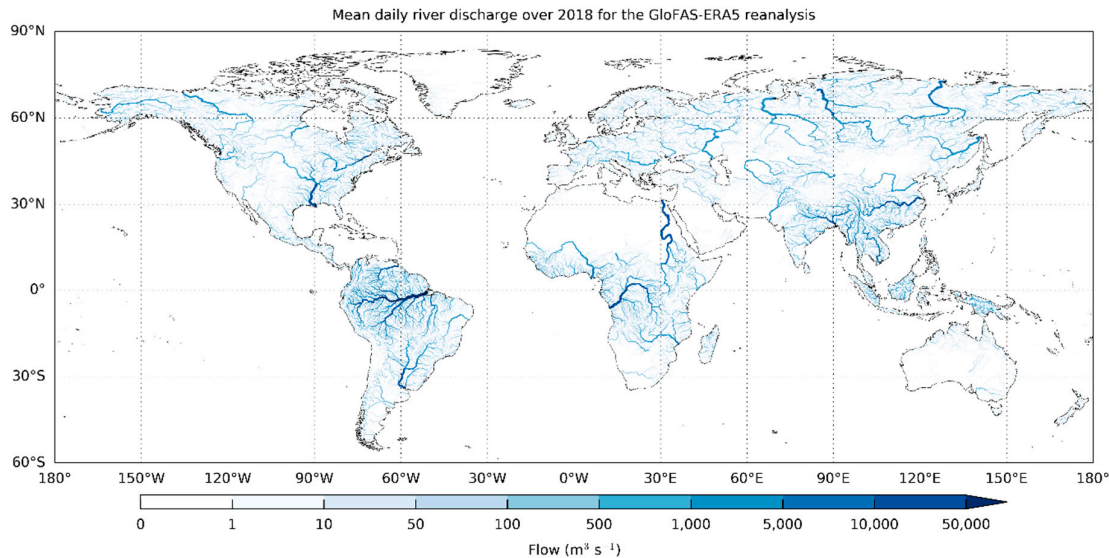 Mean daily river discharge over 2018 for the GloFAS-ERA5 reanalysis
90°N
60°N
30°N
0°
30°S
60°S
180° 150°W 120°W 90°W 60°W 30°W 0°W 30°E 60°E 90°E 120°E 150°E 180°
0 1 10 50 100 500 1,000 5,000 10,000 50,000
Flow (m³ s⁻¹)